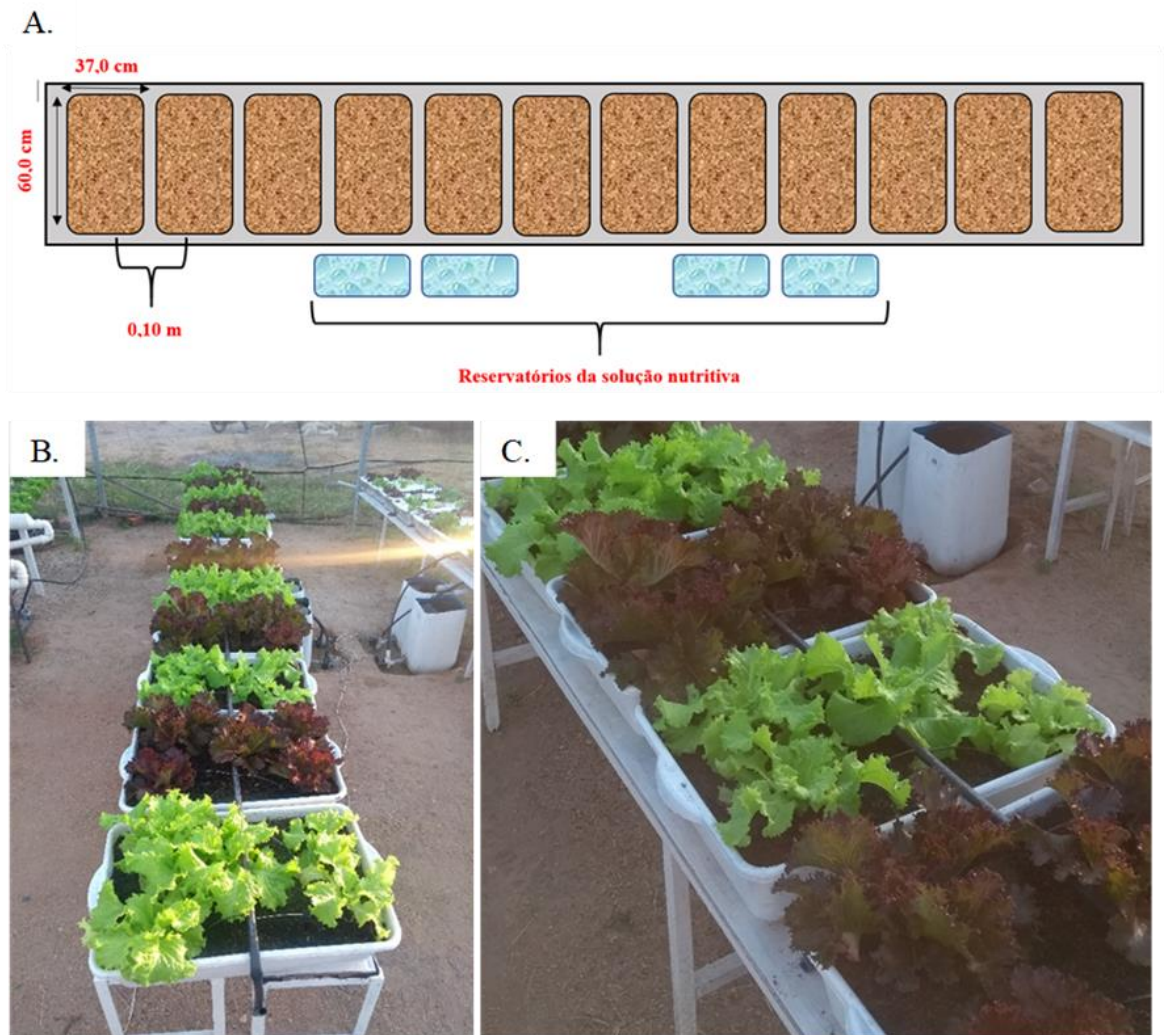 A.
37,0 cm
60,0 cm
0,10 m
Reservatórios da solução nutritiva
B.
C.